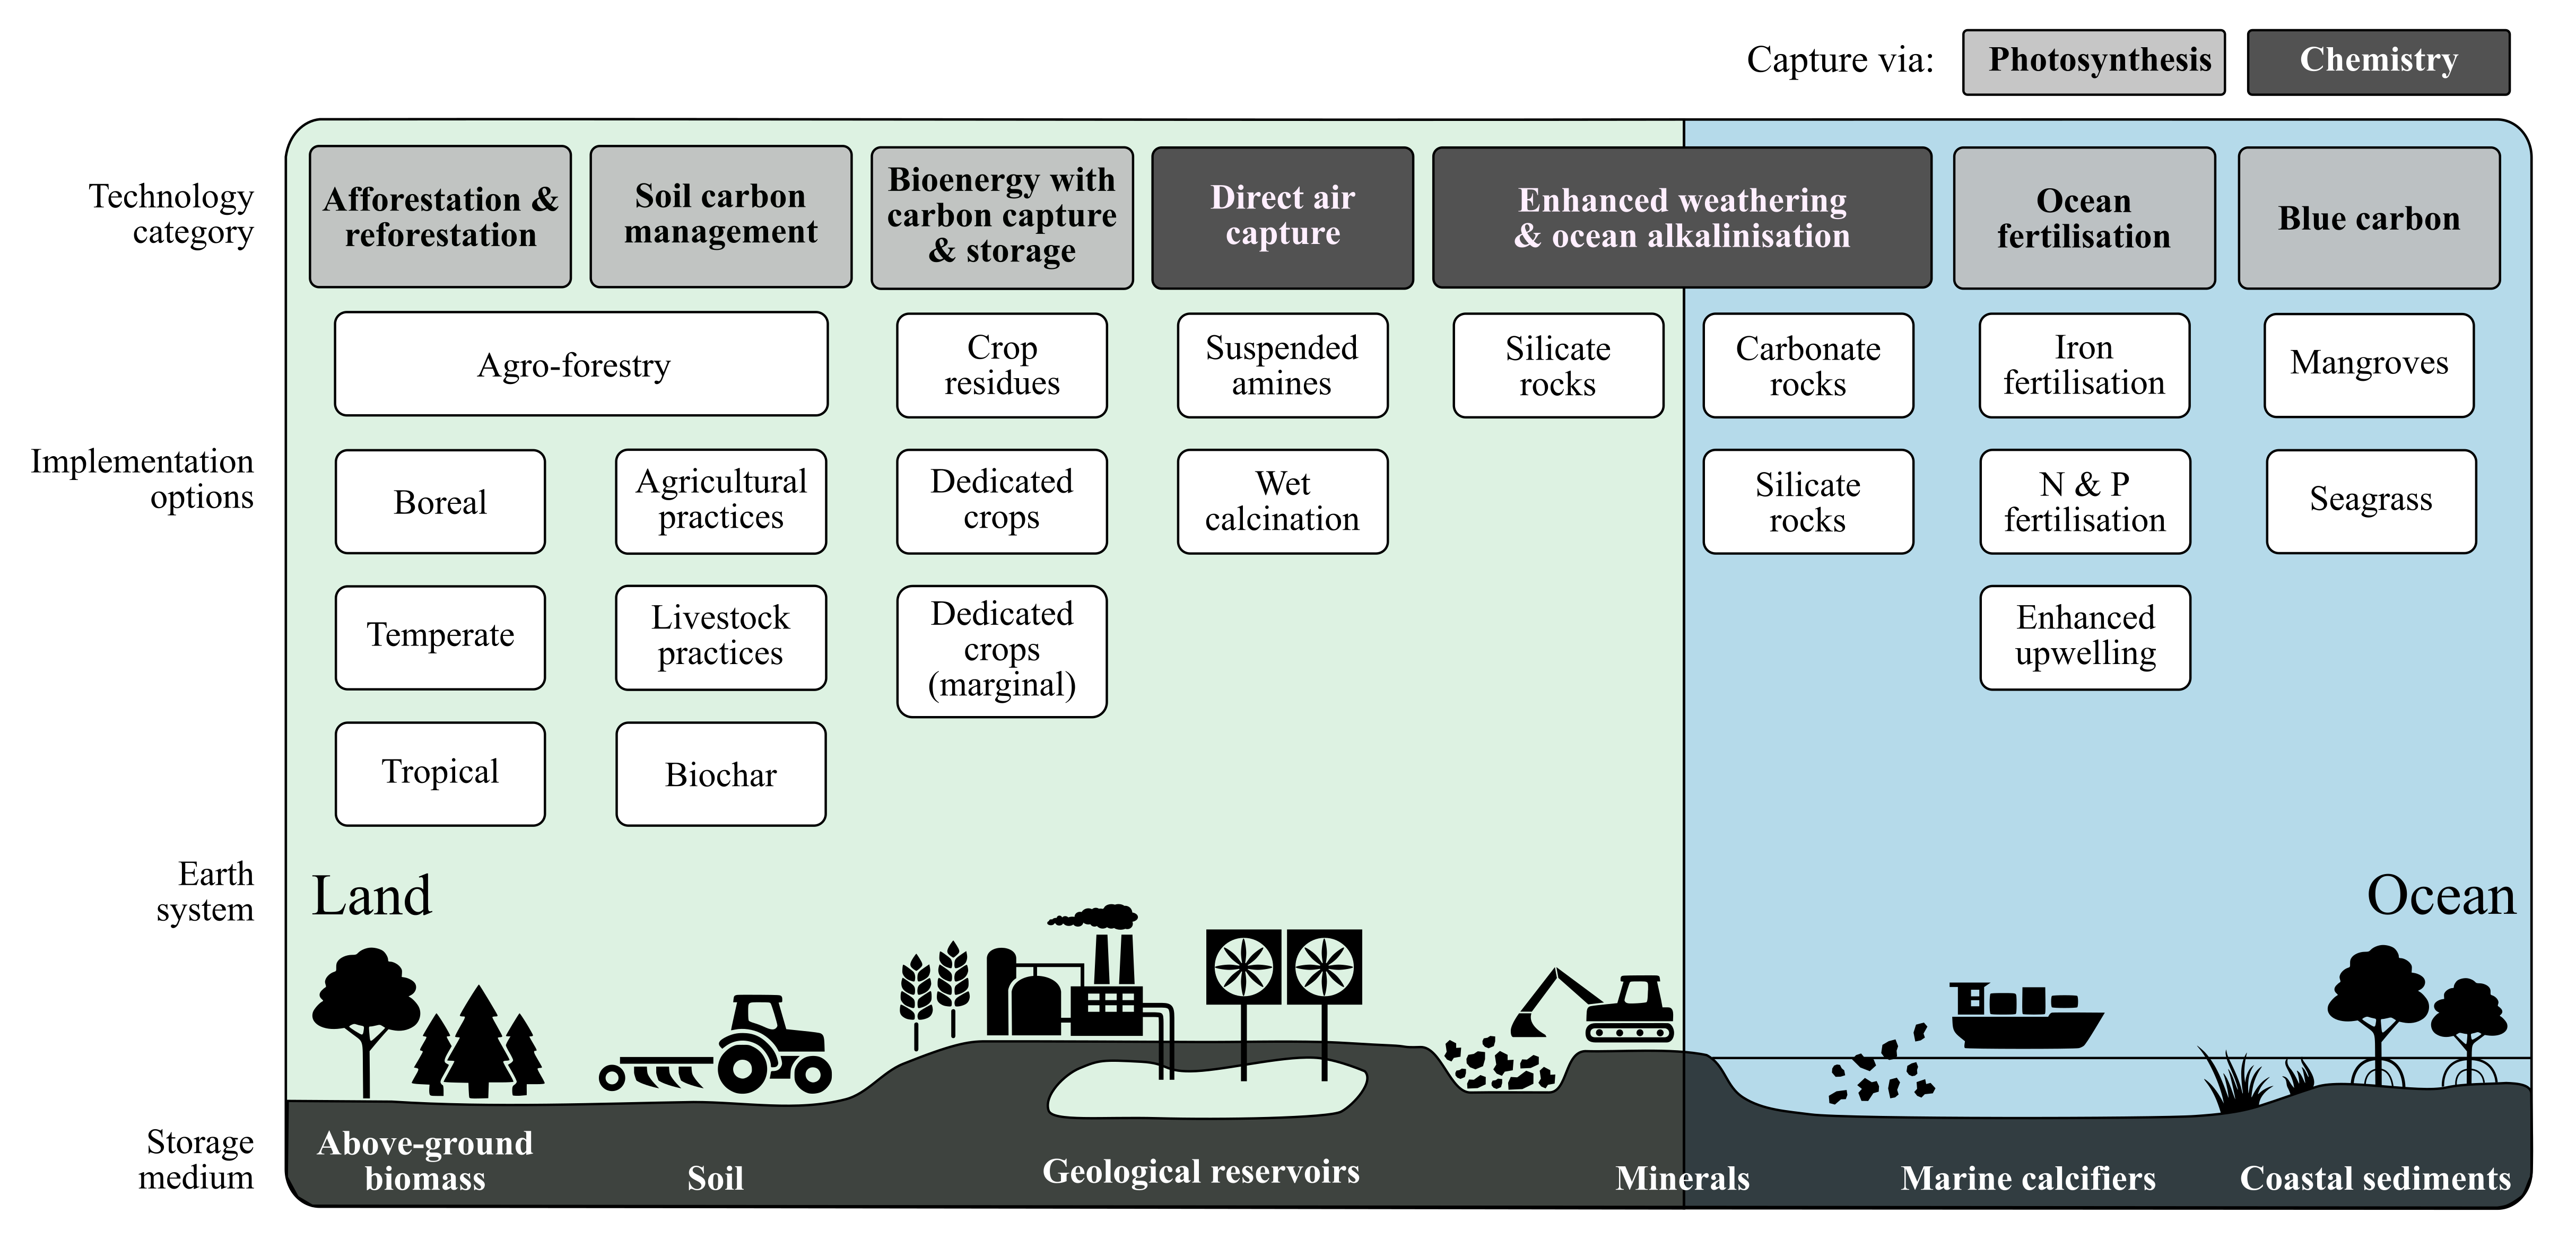 Capture via:
Photosynthesis
Chemistry
Technology
category
Afforestation &
reforestation
Soil carbon
management
Bioenergy with
carbon capture
& storage
Direct air
capture
Enhanced weathering
& ocean alkalinisation
Ocean
fertilisation
Blue carbon
Implementation
options
Agro-forestry
Crop
residues
Suspended
amines
Silicate
rocks
Carbonate
rocks
Iron
fertilisation
Mangroves
Boreal
Agricultural
practices
Dedicated
crops
Wet
calcination
Silicate
rocks
N & P
fertilisation
Seagrass
Temperate
Livestock
practices
Dedicated
crops
(marginal)
Enhanced
upwelling
Tropical
Biochar
Earth
system
Land
Ocean
Storage
medium
Above-ground
biomass
Soil
Geological reservoirs
Minerals
Marine calcifiers
Coastal sediments